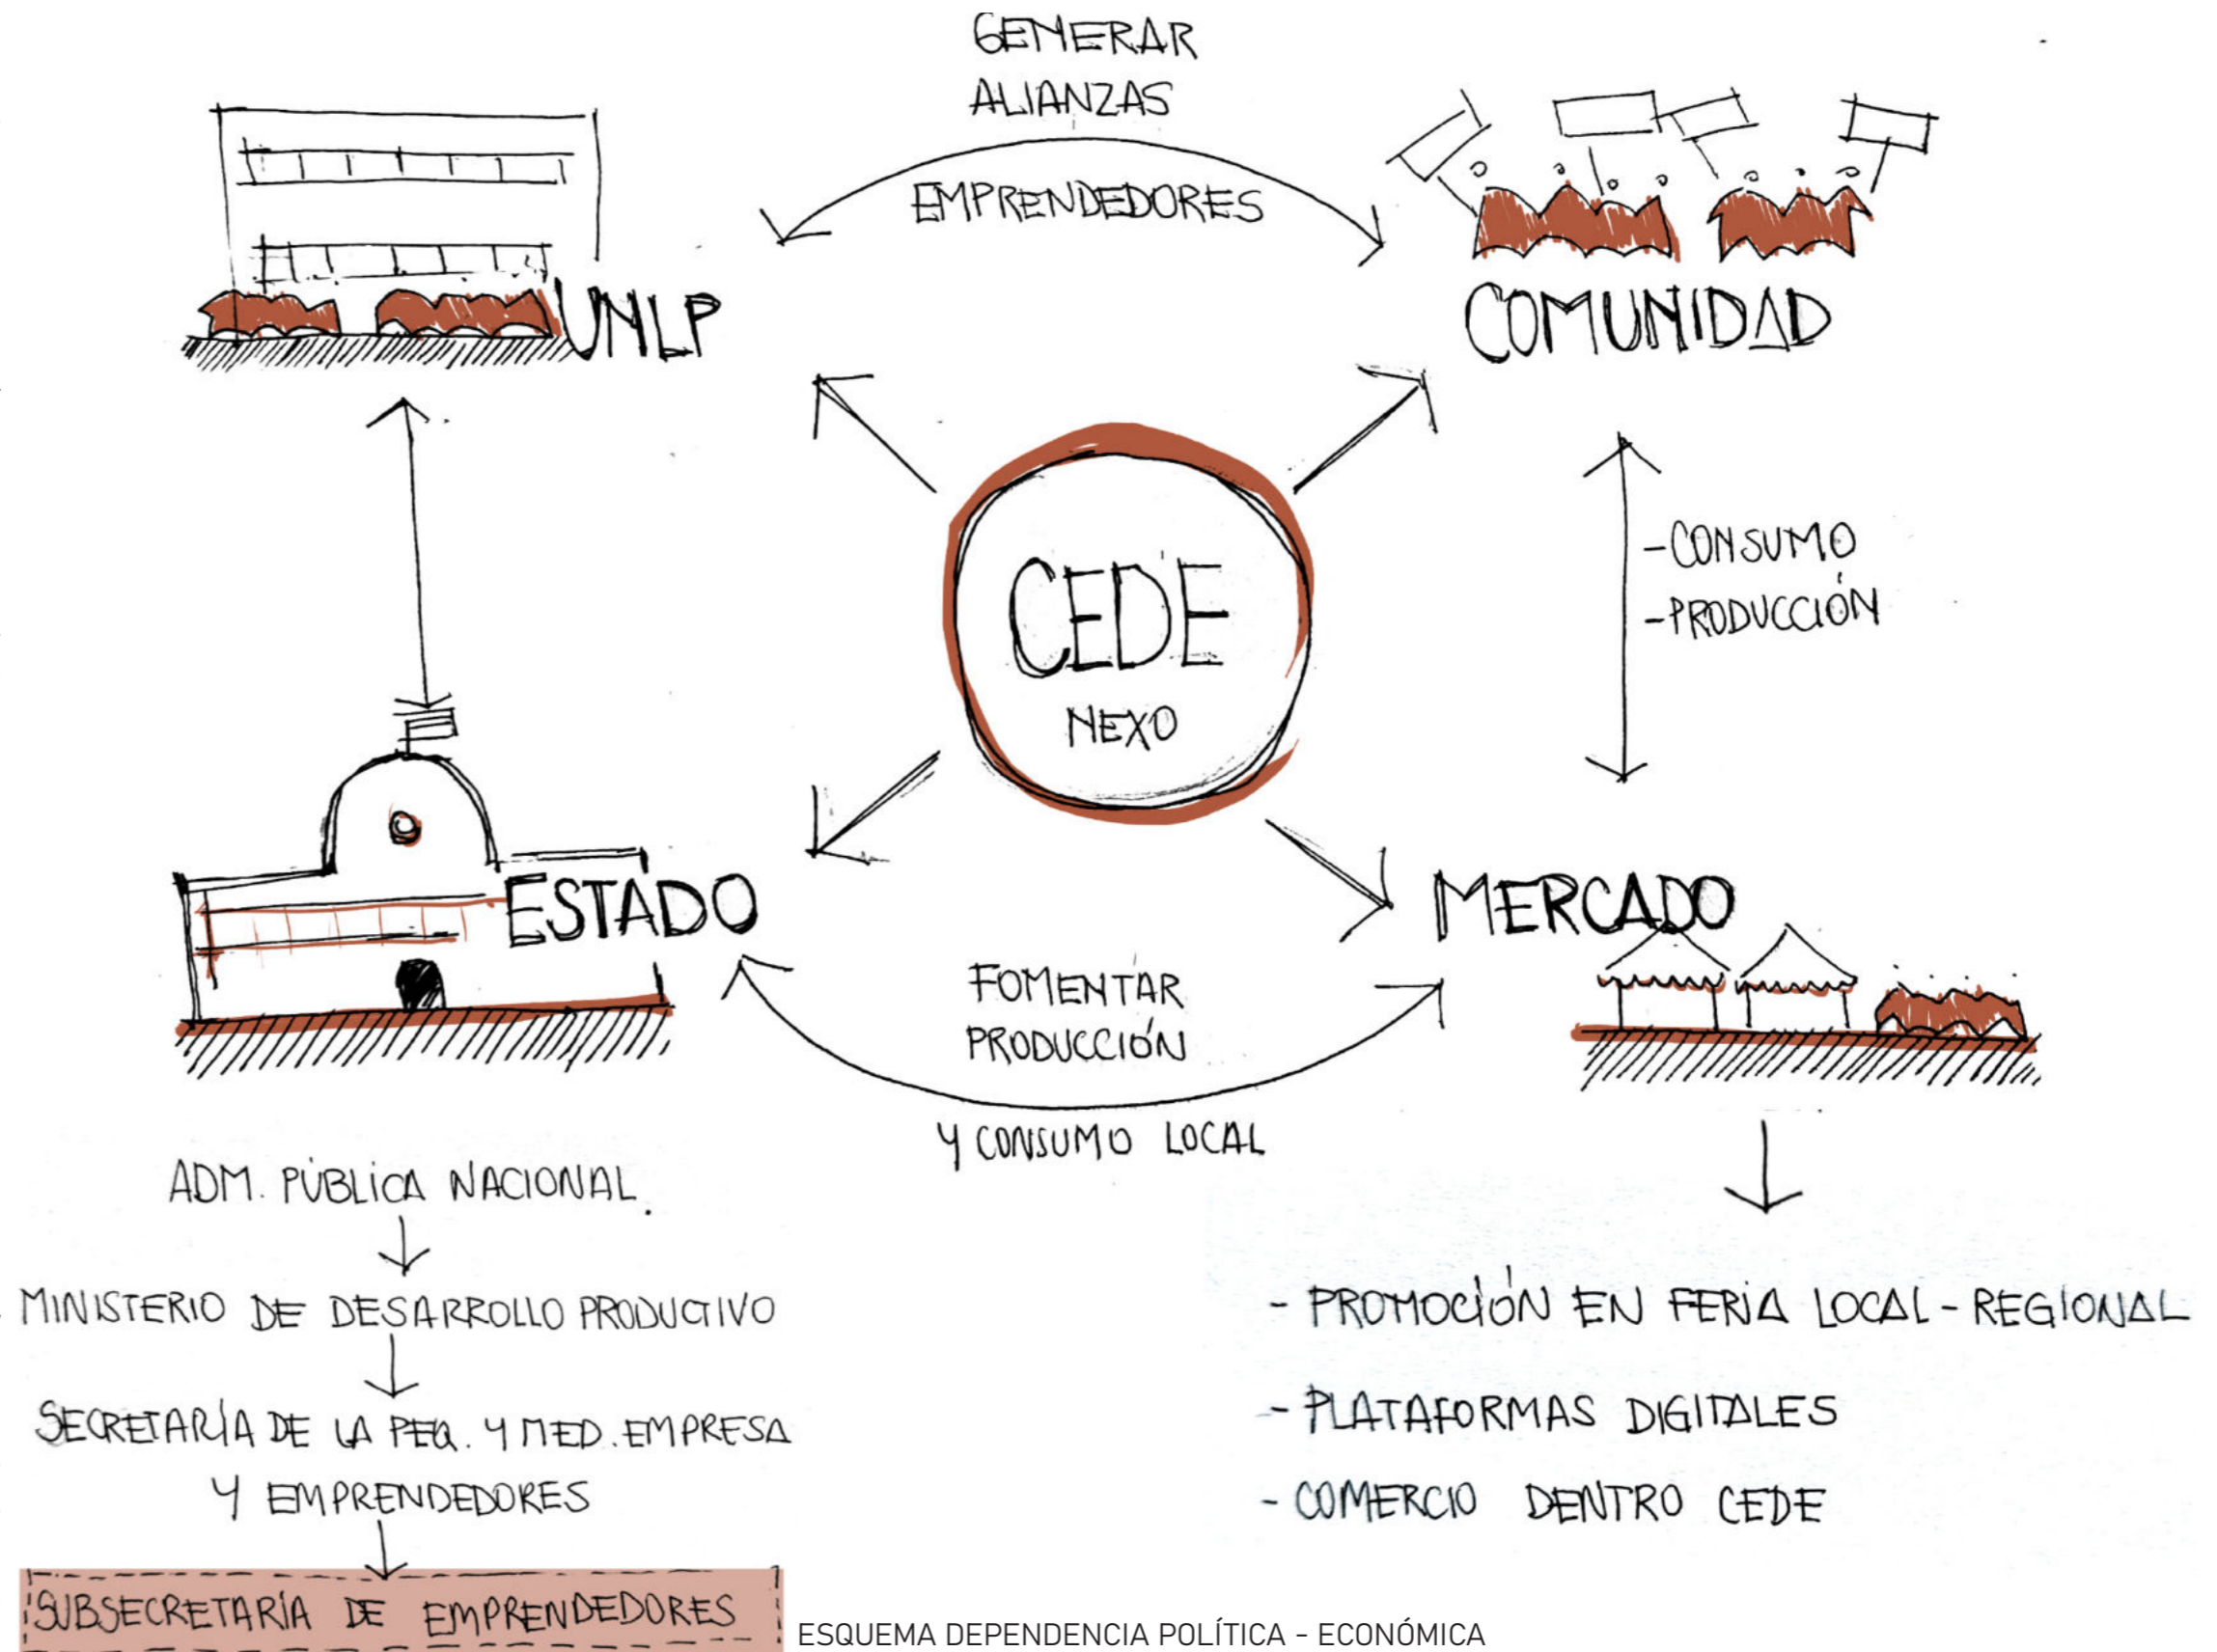 GENERAR
ALIANZAS
EMPRENDEDORES
UNLP
COMUNIDAD
-CONSUMO
-PRODUCCIÓN
CEDE
NEXO
ESTADO
MERCADO
FOMENTAR
PRODUCCIÓN
Y CONSUMO LOCAL
ADM. PÚBLICA NACIONAL.
MINISTERIO DE DESARROLLO PRODUCTIVO
SECRETARÍA DE LA PEQ. Y MED. EMPRESA
Y EMPRENDEDORES
SUBSECRETARÍA DE EMPRENDEDORES
- PROMOCIÓN EN FERIA LOCAL - REGIONAL
- PLATAFORMAS DIGITALES
- COMERCIO DENTRO CEDE
ESQUEMA DEPENDENCIA POLÍTICA - ECONÓMICA